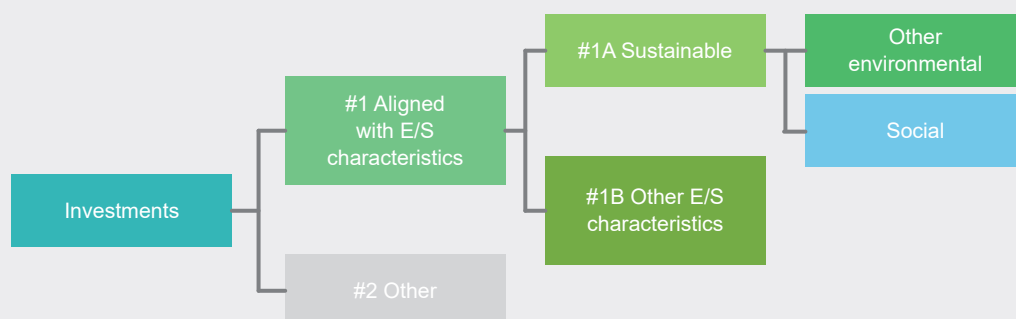 Investments
#1 Aligned
with E/S
characteristics
#2 Other
#1A Sustainable
#1B Other E/S
characteristics
Other
environmental
Social